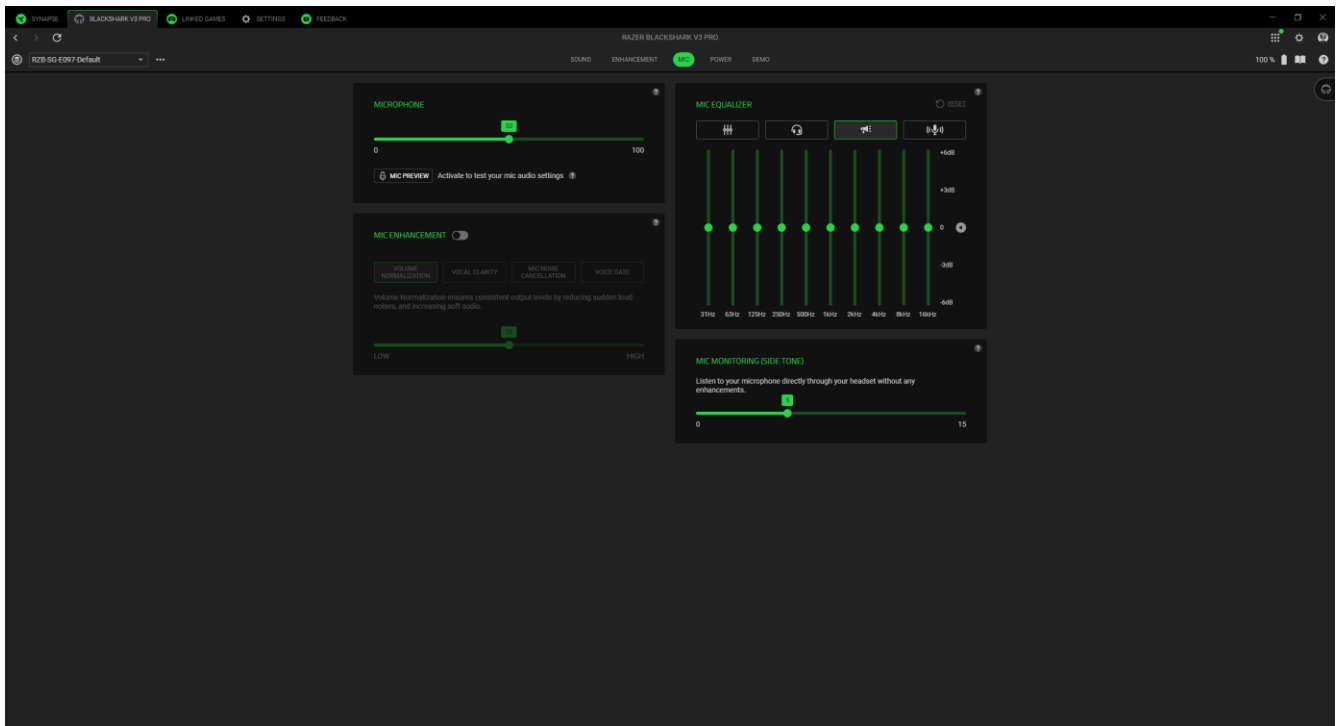 SYNAPSE BLACKSHARK V3 PRO LINKED GAMES SETTINGS FEEDBACK
RAZER BLACKSHARK V3 PRO
RZB-SG-E097-Default
SOUND ENHANCEMENT MIC POWER DEMO
100 %
MICROPHONE
50
0 100
MIC PREVIEW Activate to test your mic audio settings
MIC ENHANCEMENT
VOLUME NORMALIZATION
VOCAL CLARITY
MIC NOISE CANCELLATION
VOICE GATE
Volume Normalization ensures consistent output levels by reducing sudden loud
noises, and increasing soft audio.
50
LOW HIGH
MIC EQUALIZER RESET
+6dB
+3dB
0
-3dB
-6dB
31Hz 63Hz 125Hz 250Hz 500Hz 1kHz 2kHz 4kHz 8kHz 16kHz
MIC MONITORING (SIDE TONE)
Listen to your microphone directly through your headset without any
enhancements.
5
0 15